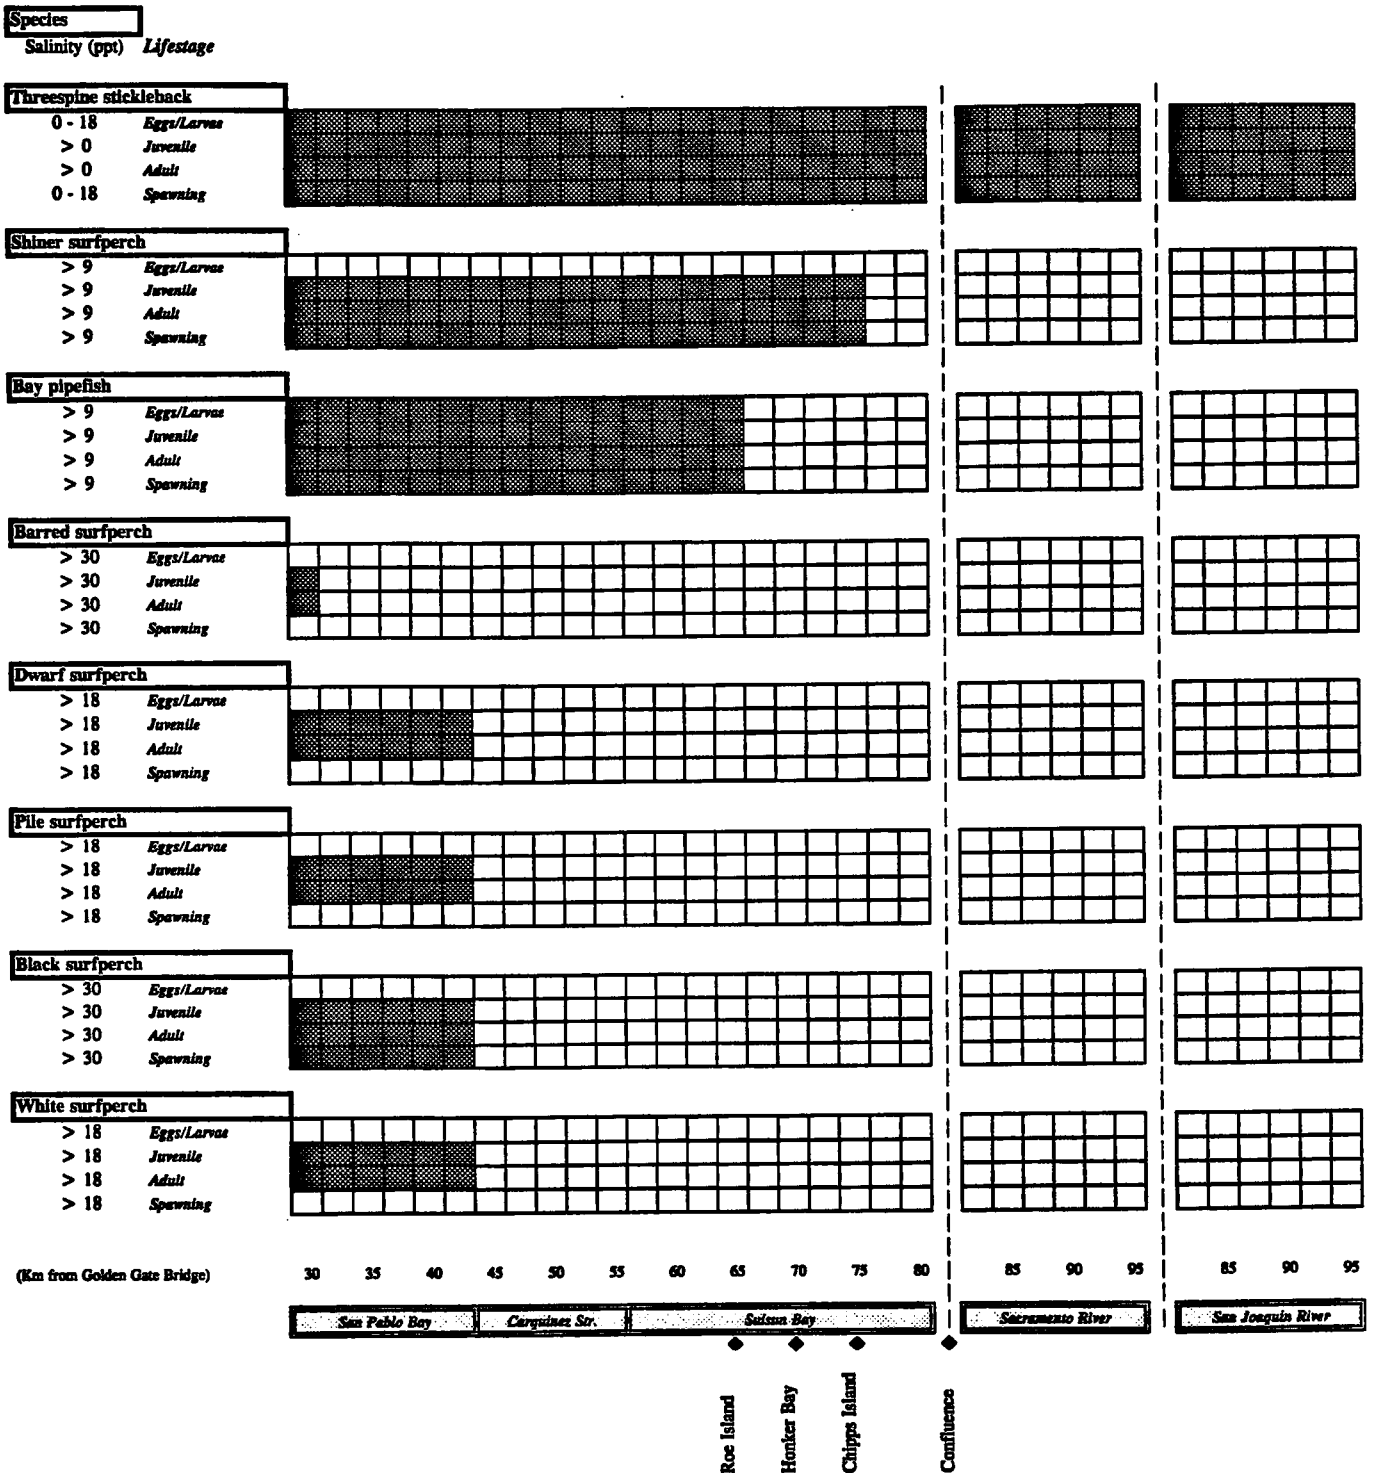 Species
Salinity (ppt) Lifestage
Threespine stickleback
0 - 18 Eggs/Larvae
> 0 Juvenile
> 0 Adult
0 - 18 Spawning
Shiner surfperch
> 9 Eggs/Larvae
> 9 Juvenile
> 9 Adult
> 9 Spawning
Bay pipefish
> 9 Eggs/Larvae
> 9 Juvenile
> 9 Adult
> 9 Spawning
Barred surfperch
> 30 Eggs/Larvae
> 30 Juvenile
> 30 Adult
> 30 Spawning
Dwarf surfperch
> 18 Eggs/Larvae
> 18 Juvenile
> 18 Adult
> 18 Spawning
Pile surfperch
> 18 Eggs/Larvae
> 18 Juvenile
> 18 Adult
> 18 Spawning
Black surfperch
> 30 Eggs/Larvae
> 30 Juvenile
> 30 Adult
> 30 Spawning
White surfperch
> 18 Eggs/Larvae
> 18 Juvenile
> 18 Adult
> 18 Spawning
(Km from Golden Gate Bridge) 30 35 40 45 50 55 60 65 70 75 80 85 90 95 85 90 95
San Pablo Bay Carquinez Str. Suisun Bay Sacramento River San Joaquin River
Roe Island
Honker Bay
Chipps Island
Confluence